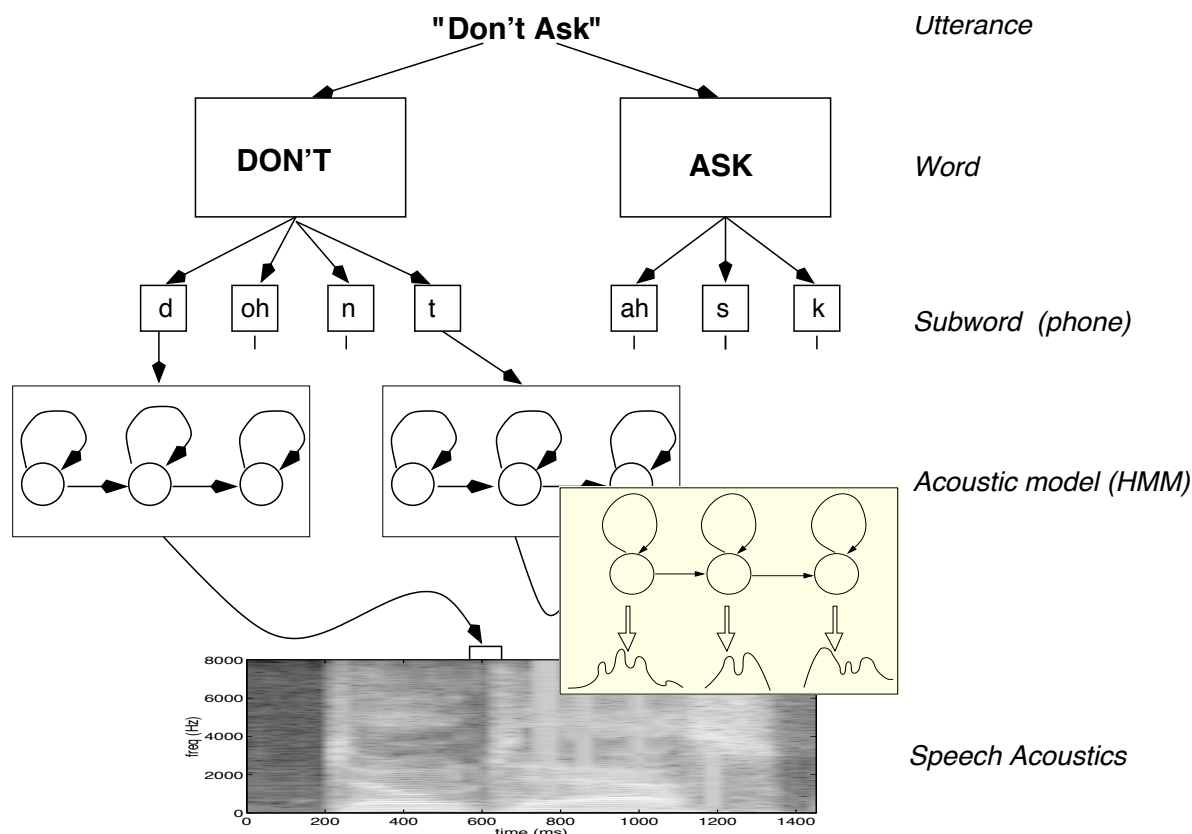 "Don't Ask"
Utterance
DON'T
ASK
Word
d
oh
n
t
ah
s
k
Subword (phone)
Acoustic model (HMM)
8000
6000
4000
2000
0
freq (Hz)
0
200
400
600
800
1000
1200
1400
time (ms)
Speech Acoustics